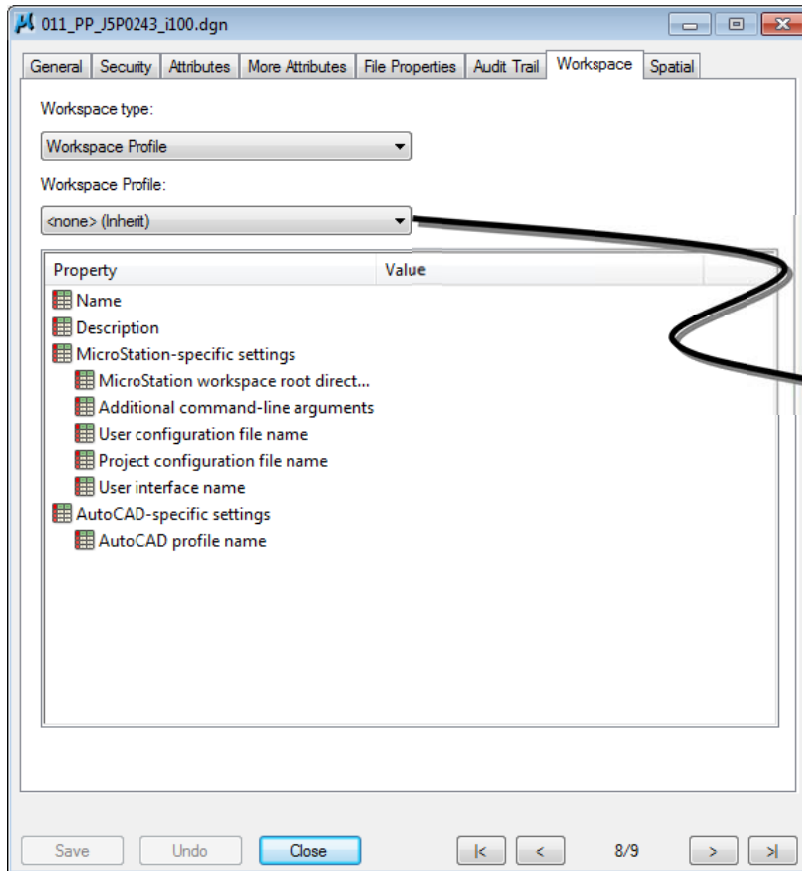 011_PP_J5P0243_i100.dgn
General Security Attributes More Attributes File Properties Audit Trail Workspace Spatial
Workspace type:
Workspace Profile
Workspace Profile:
<none> (Inherit)
Property Value
Name
Description
MicroStation-specific settings
MicroStation workspace root direct...
Additional command-line arguments
User configuration file name
Project configuration file name
User interface name
AutoCAD-specific settings
AutoCAD profile name
Save Undo Close |< < 8/9 > >|